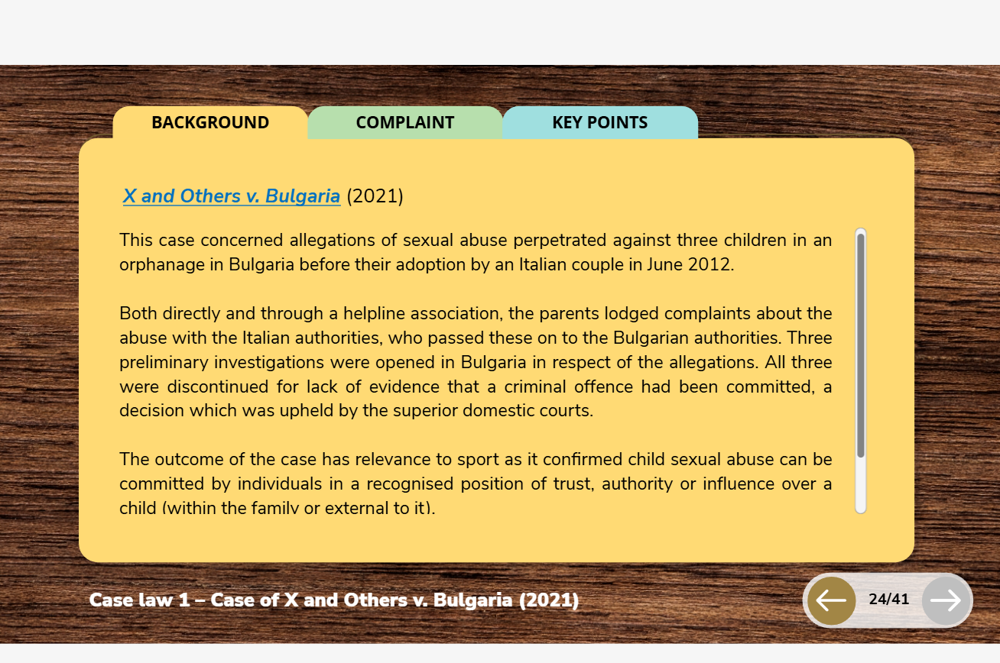 BACKGROUND
COMPLAINT
KEY POINTS
X and Others v. Bulgaria (2021)
This case concerned allegations of sexual abuse perpetrated against three children in an
orphanage in Bulgaria before their adoption by an Italian couple in June 2012.
Both directly and through a helpline association, the parents lodged complaints about the
abuse with the Italian authorities, who passed these on to the Bulgarian authorities. Three
preliminary investigations were opened in Bulgaria in respect of the allegations. All three
were discontinued for lack of evidence that a criminal offence had been committed, a
decision which was upheld by the superior domestic courts.
The outcome of the case has relevance to sport as it confirmed child sexual abuse can be
committed by individuals in a recognised position of trust, authority or influence over a
child (within the family or external to it).
Case law 1 – Case of X and Others v. Bulgaria (2021)
24/41